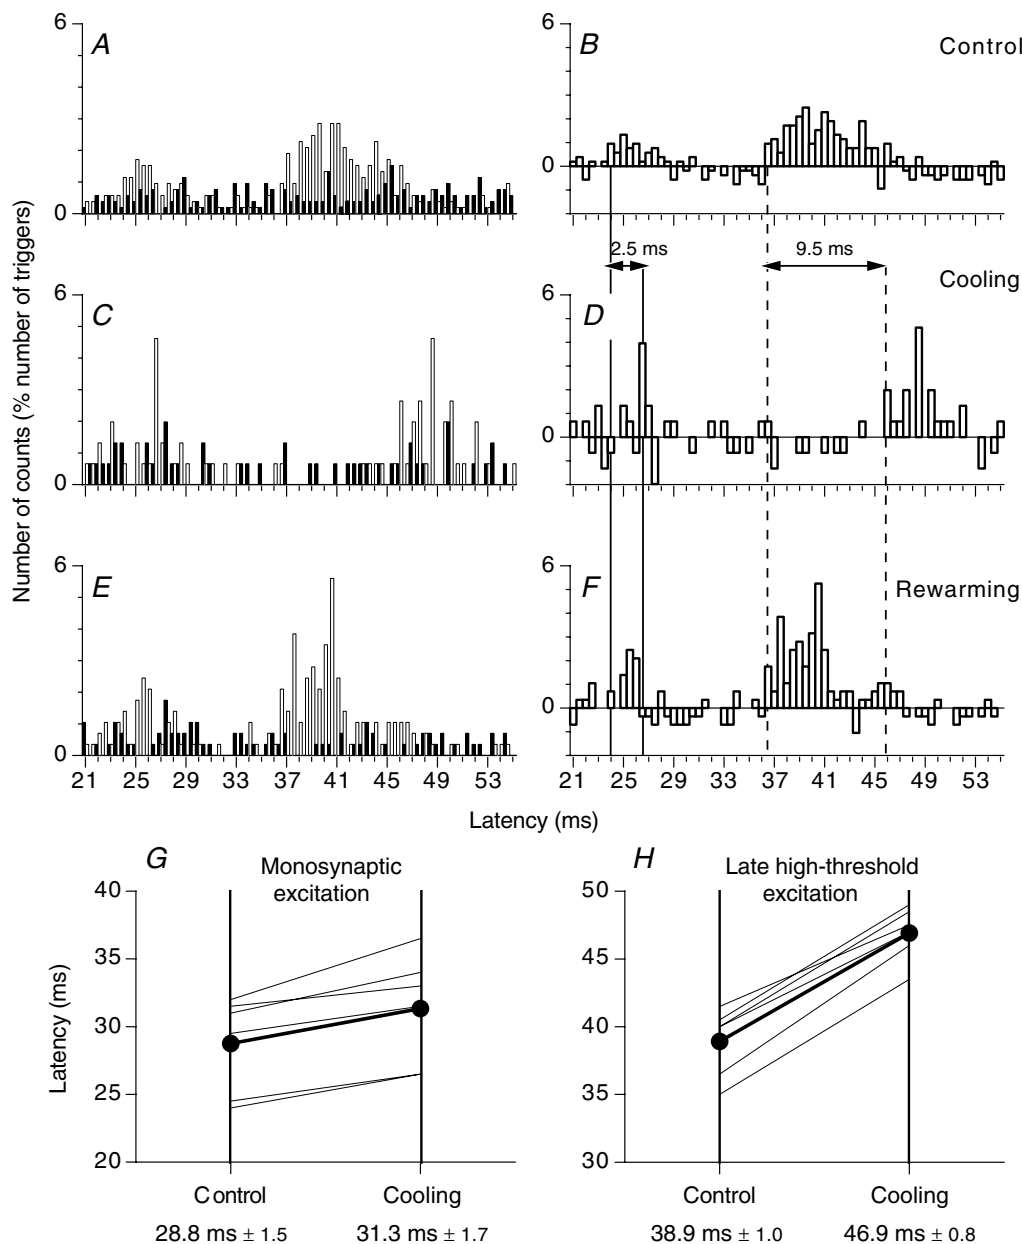 6
A
0
6
B
Control
0
2.5 ms
9.5 ms
Cooling
6
C
0
6
D
0
6
E
0
21 25 29 33 37 41 45 49 53
6
F
Rewarming
0
21 25 29 33 37 41 45 49 53
Number of counts (% number of triggers)
Latency (ms)
G
Monosynaptic
excitation
40
35
30
25
20
Latency (ms)
Control
Cooling
28.8 ms ± 1.5
31.3 ms ± 1.7
H
Late high-threshold
excitation
50
45
40
35
30
Control
Cooling
38.9 ms ± 1.0
46.9 ms ± 0.8